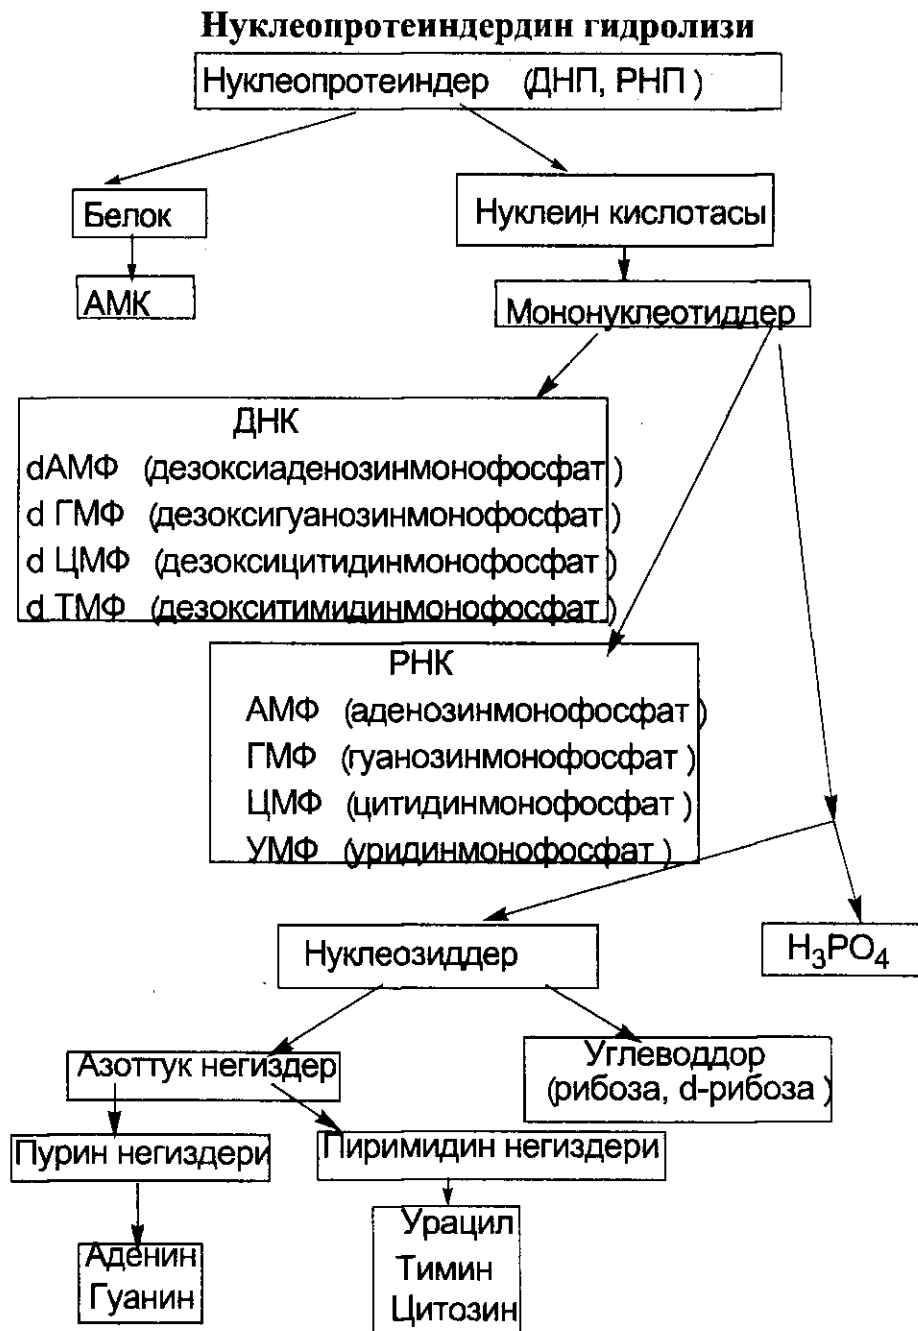 Нуклеопротеиндердин гидролизи
Нуклеопротеиндер (ДНП, РНП )
Белок
Нуклеин кислотасы
АМК
Мононуклеотиддер
ДНК
dАМФ (дезоксиаденозинмонофосфат )
d ГМФ (дезоксигуанозинмонофосфат )
d ЦМФ (дезоксицитидинмонофосфат )
d ТМФ (дезокситимидинмонофосфат )
РНК
АМФ (аденозинмонофосфат )
ГМФ (гуанозинмонофосфат )
ЦМФ (цитидинмонофосфат )
УМФ (уридинмонофосфат )
Нуклеозиддер
H₃PO₄
Азоттук негиздер
Углеводдор
(рибоза, d-рибоза )
Пурин негиздери
Пиримидин негиздери
Аденин
Гуанин
Урацил
Тимин
Цитозин